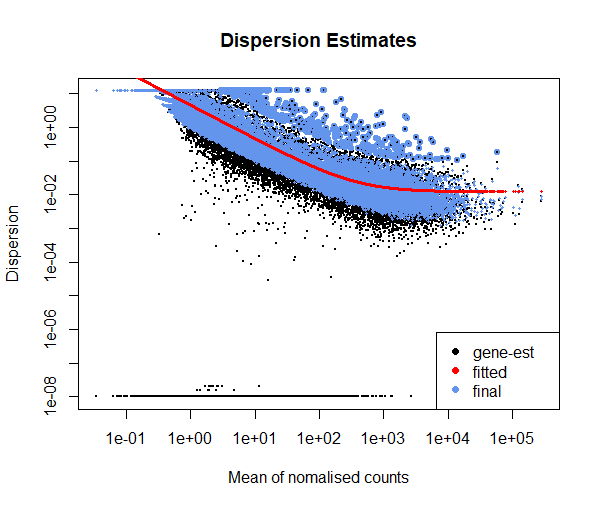 Dispersion Estimates
Dispersion
1e+00
1e-02
1e-04
1e-06
1e-08
gene-est
fitted
final
1e-01 1e+00 1e+01 1e+02 1e+03 1e+04 1e+05
Mean of nomalised counts